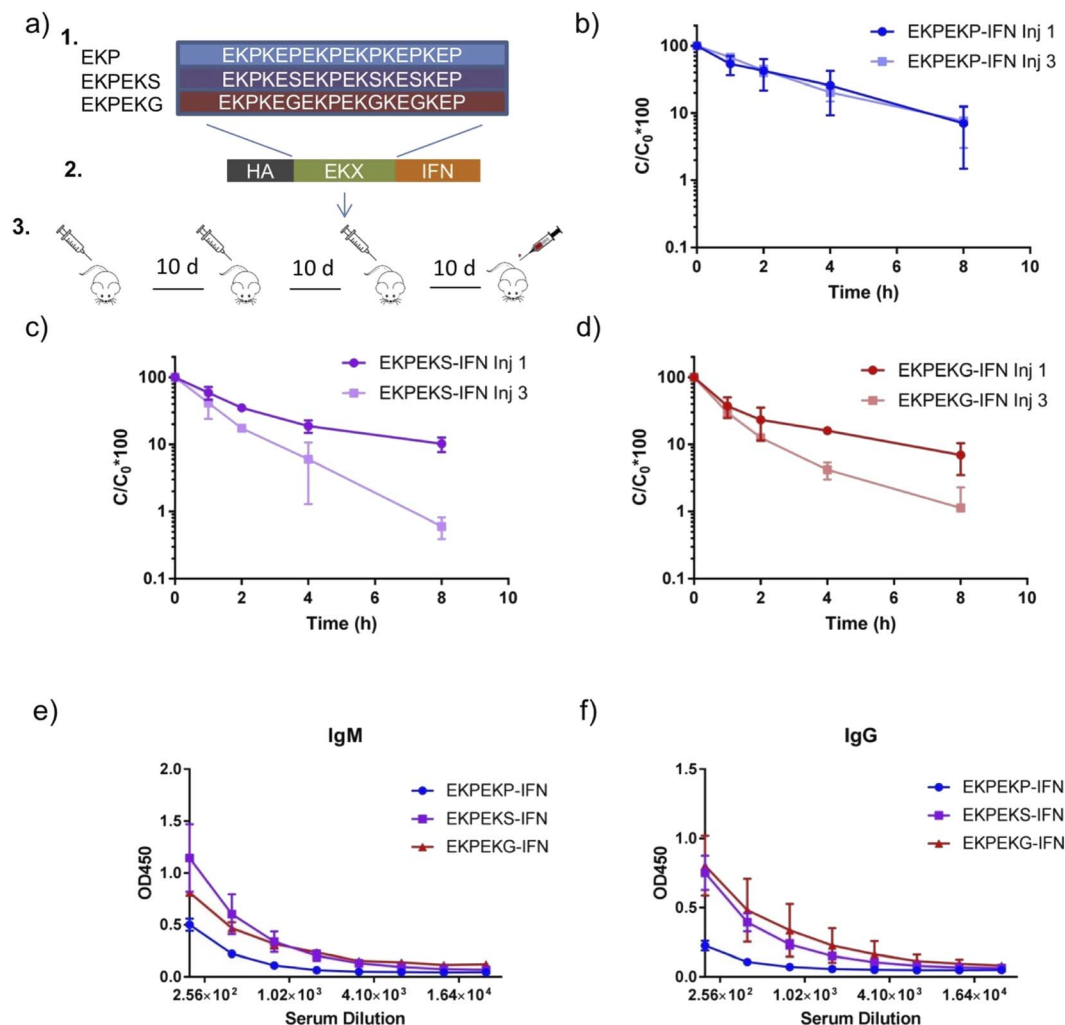 a)
1.
EKP
EKPEKS
EKPEKG
EKPKEPEKPEKPKEPKEP
EKPKESEKPEKSKESKEP
EKPKEGEKPEKGKEGKEP
2.
HA EKX IFN
3.
10 d 10 d 10 d
b)
EKPEKP-IFN Inj 1
EKPEKP-IFN Inj 3
C/C₀*100
100
10
1
0.1
0 2 4 6 8 10
Time (h)
c)
EKPEKS-IFN Inj 1
EKPEKS-IFN Inj 3
C/C₀*100
100
10
1
0.1
0 2 4 6 8 10
Time (h)
d)
EKPEKG-IFN Inj 1
EKPEKG-IFN Inj 3
C/C₀*100
100
10
1
0.1
0 2 4 6 8 10
Time (h)
e)
IgM
EKPEKP-IFN
EKPEKS-IFN
EKPEKG-IFN
OD450
2.0
1.5
1.0
0.5
0.0
2.56×10² 1.02×10³ 4.10×10³ 1.64×10⁴
Serum Dilution
f)
IgG
EKPEKP-IFN
EKPEKS-IFN
EKPEKG-IFN
OD450
1.5
1.0
0.5
0.0
2.56×10² 1.02×10³ 4.10×10³ 1.64×10⁴
Serum Dilution